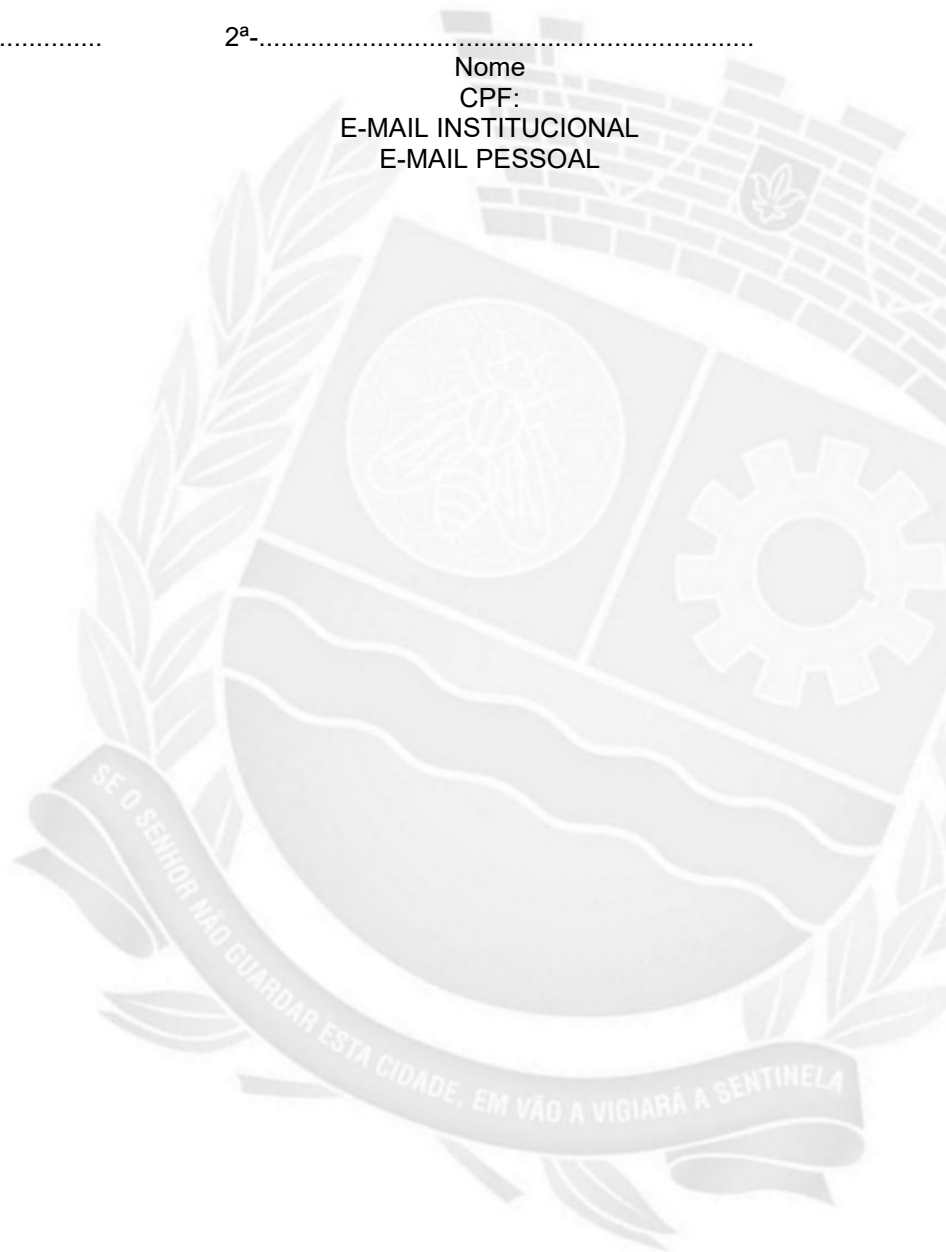 .............. 2ª-....................................................................
Nome
CPF:
E-MAIL INSTITUCIONAL
E-MAIL PESSOAL
SE O SENHOR NÃO GUARDAR ESTA CIDADE, EM VÃO A VIGIARÁ A SENTINELA